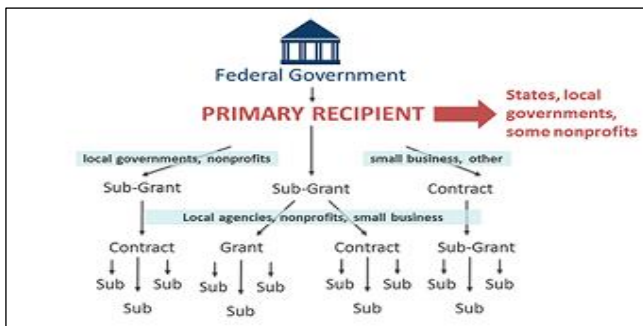 Federal Government
PRIMARY RECIPIENT
States, local
governments,
some nonprofits
local governments, nonprofits
small business, other
Sub-Grant
Sub-Grant
Contract
Local agencies, nonprofits, small business
Contract
Grant
Contract
Sub-Grant
Sub
Sub
Sub
Sub
Sub
Sub
Sub
Sub
Sub
Sub
Sub
Sub